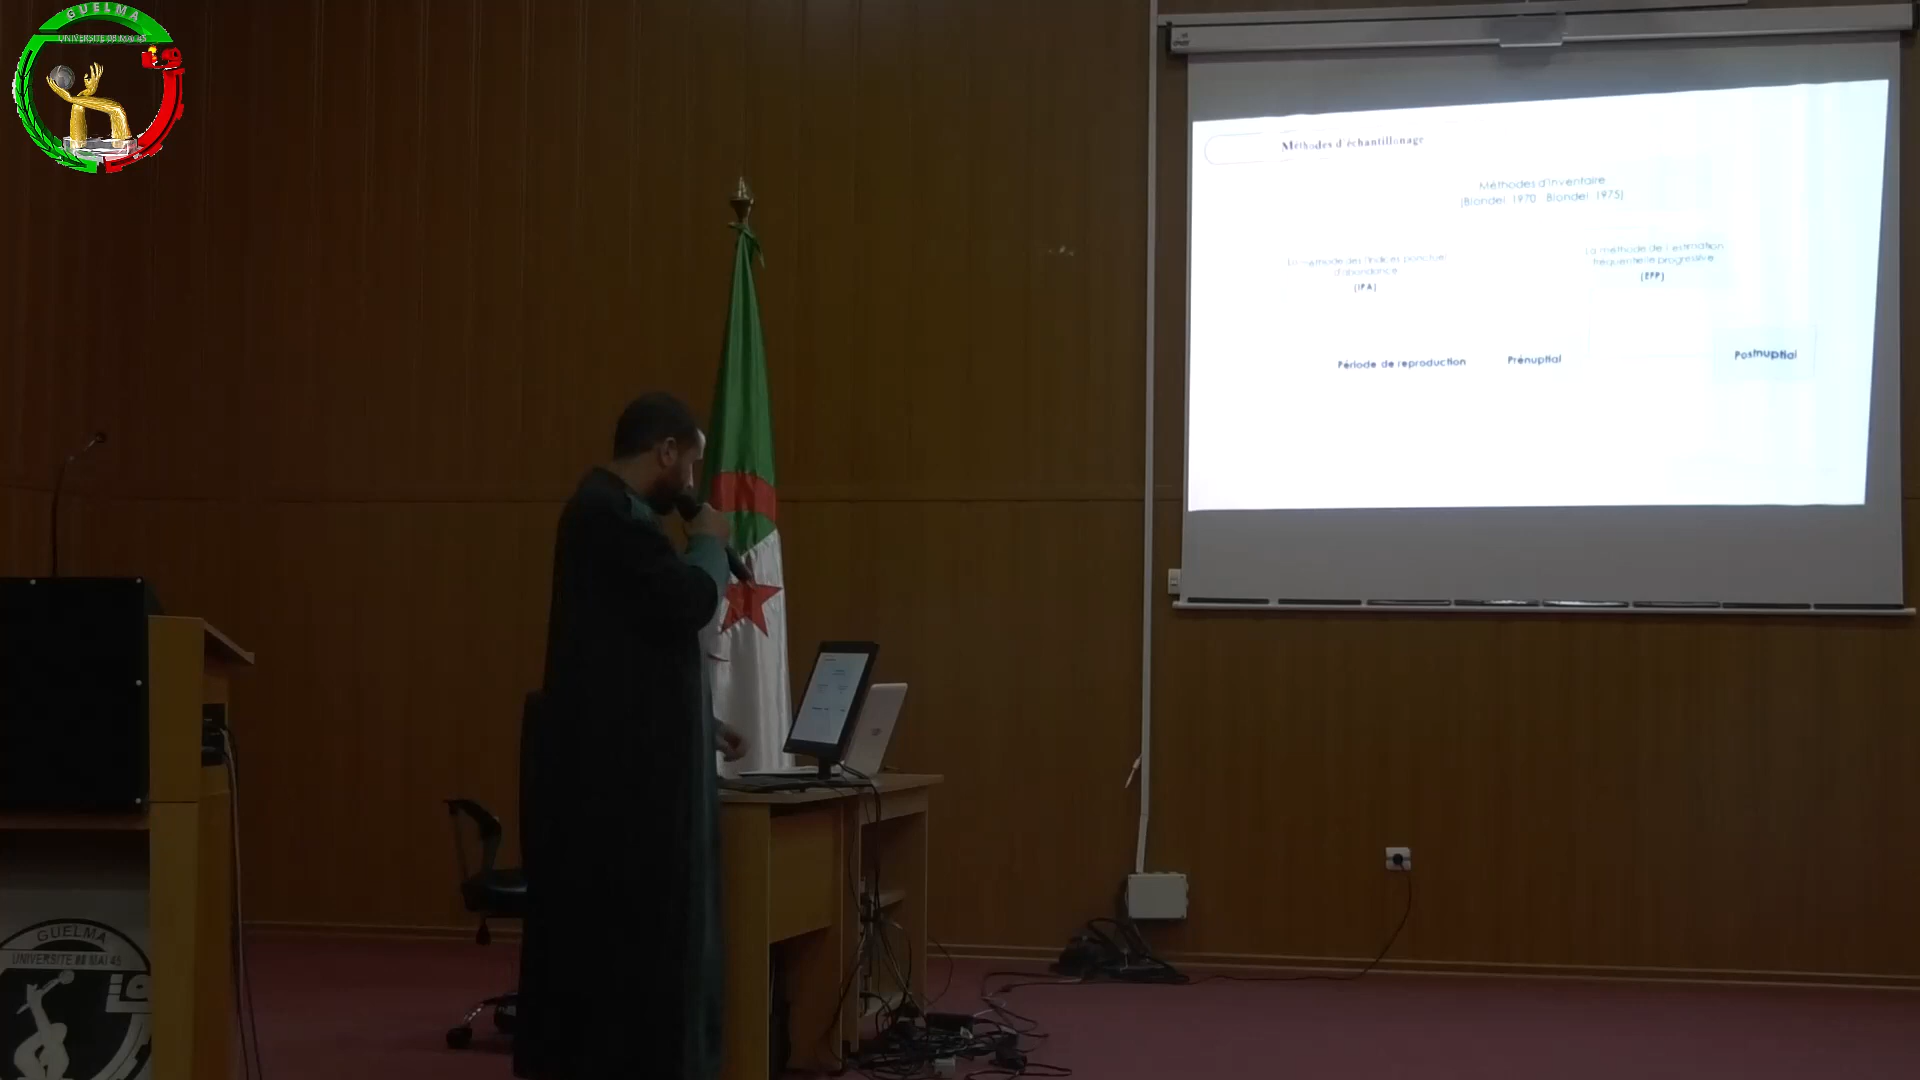 GUELMA
UNIVERSITE 08 MAI 45
Méthodes d'échantillonage
Méthodes d'inventaire
(Blondel 1970 Blondel 1975)
La méthode des indices ponctuel
d'abondance
(IPA)
La méthode de l'estimation
fréquentielle progressive
(EFP)
Période de reproduction
Prénuptial
Postnuptial
GUELMA
UNIVERSITE 08 MAI 45